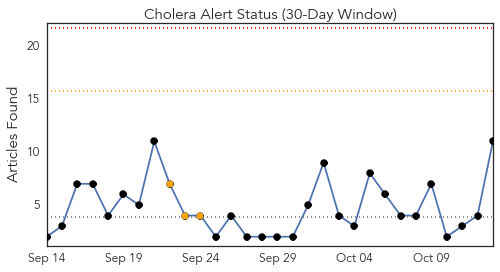 Cholera Alert Status (30-Day Window)
Articles Found
20
15
10
5
Sep 14
Sep 19
Sep 24
Sep 29
Oct 04
Oct 09